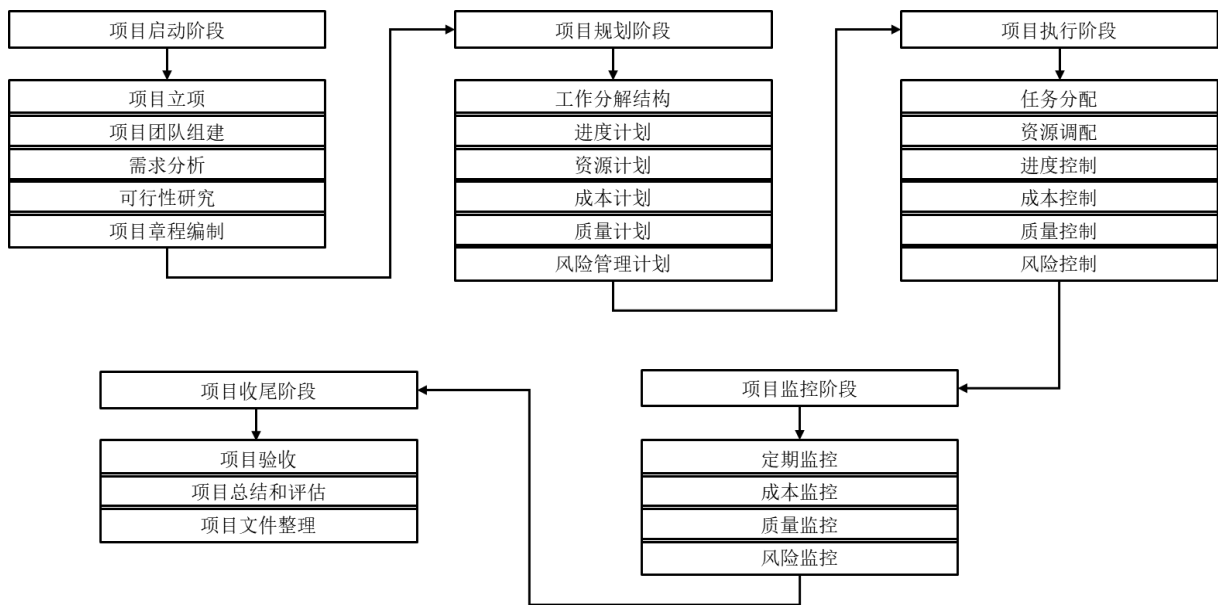 项目启动阶段
项目立项
项目团队组建
需求分析
可行性研究
项目章程编制
项目规划阶段
工作分解结构
进度计划
资源计划
成本计划
质量计划
风险管理计划
项目执行阶段
任务分配
资源调配
进度控制
成本控制
质量控制
风险控制
项目监控阶段
定期监控
成本监控
质量监控
风险监控
项目收尾阶段
项目验收
项目总结和评估
项目文件整理